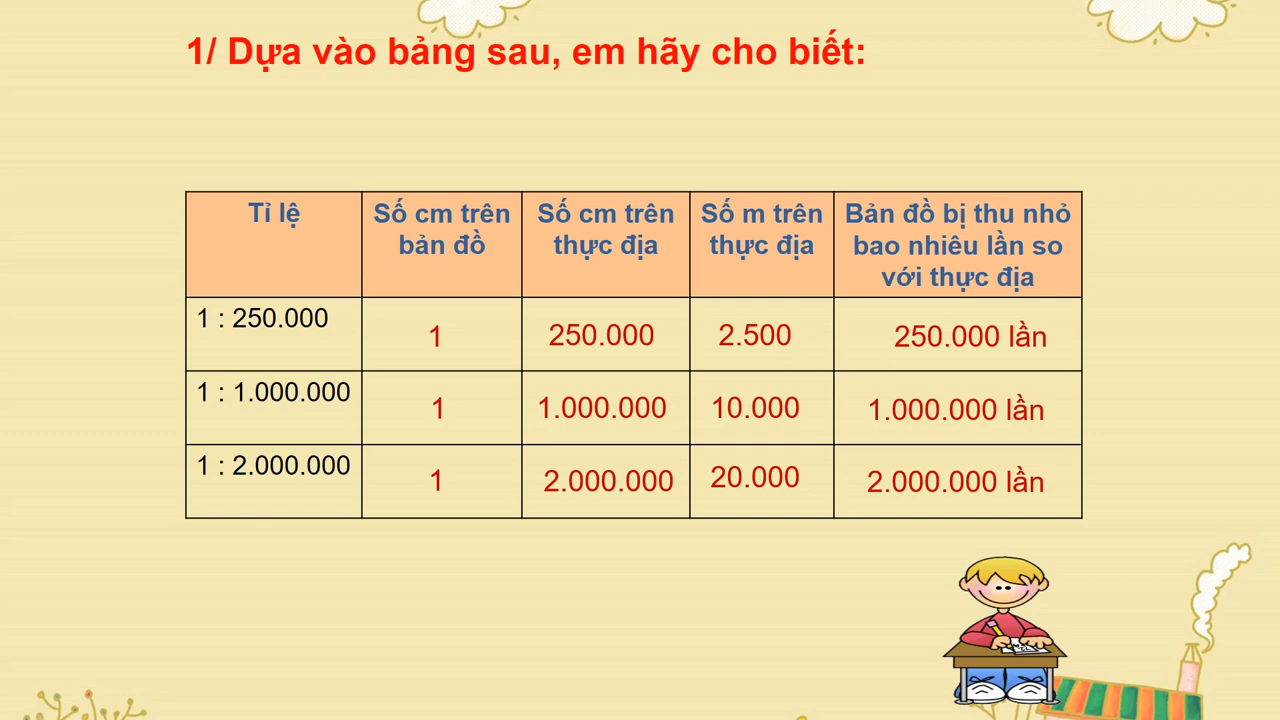 1/ Dựa vào bảng sau, em hãy cho biết:
Tỉ lệ
Số cm trên
bản đồ
Số cm trên
thực địa
Số m trên
thực địa
Bản đồ bị thu nhỏ
bao nhiêu lần so
với thực địa
1 : 250.000
1
250.000
2.500
250.000 lần
1 : 1.000.000
1
1.000.000
10.000
1.000.000 lần
1 : 2.000.000
1
2.000.000
20.000
2.000.000 lần